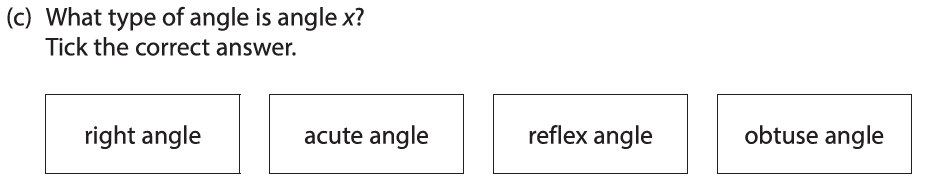 (c) What type of angle is angle x?
Tick the correct answer.
right angle acute angle reflex angle obtuse angle